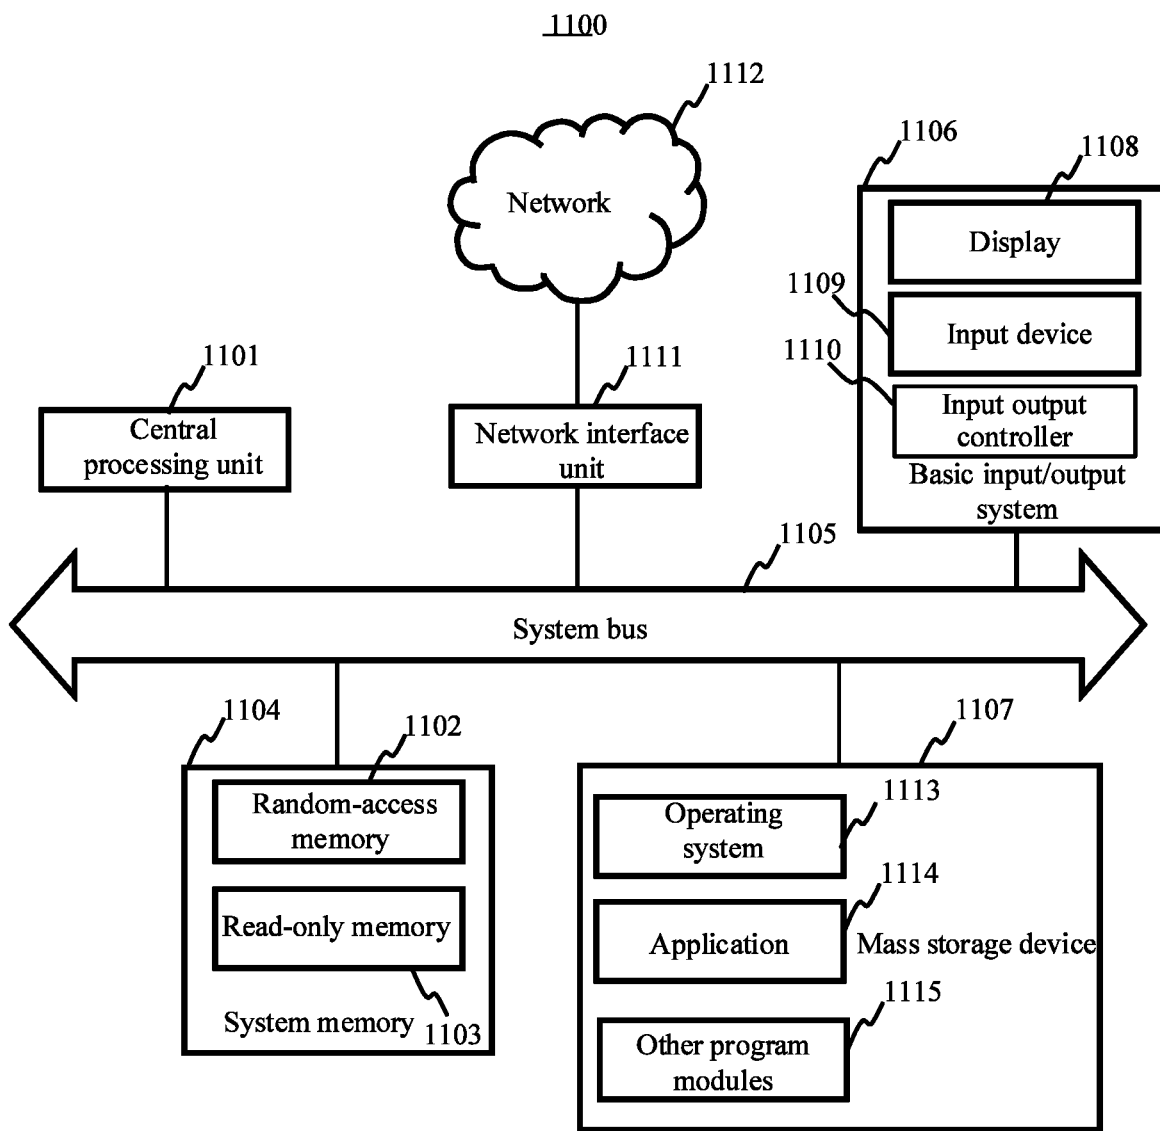 1100
1112
Network
1106
1108
Display
1109
Input device
1110
Input output
controller
Basic input/output
system
1101
Central
processing unit
1111
Network interface
unit
1105
System bus
1104
1102
Random-access
memory
Read-only memory
System memory
1103
1107
1113
Operating
system
1114
Application
Mass storage device
1115
Other program
modules